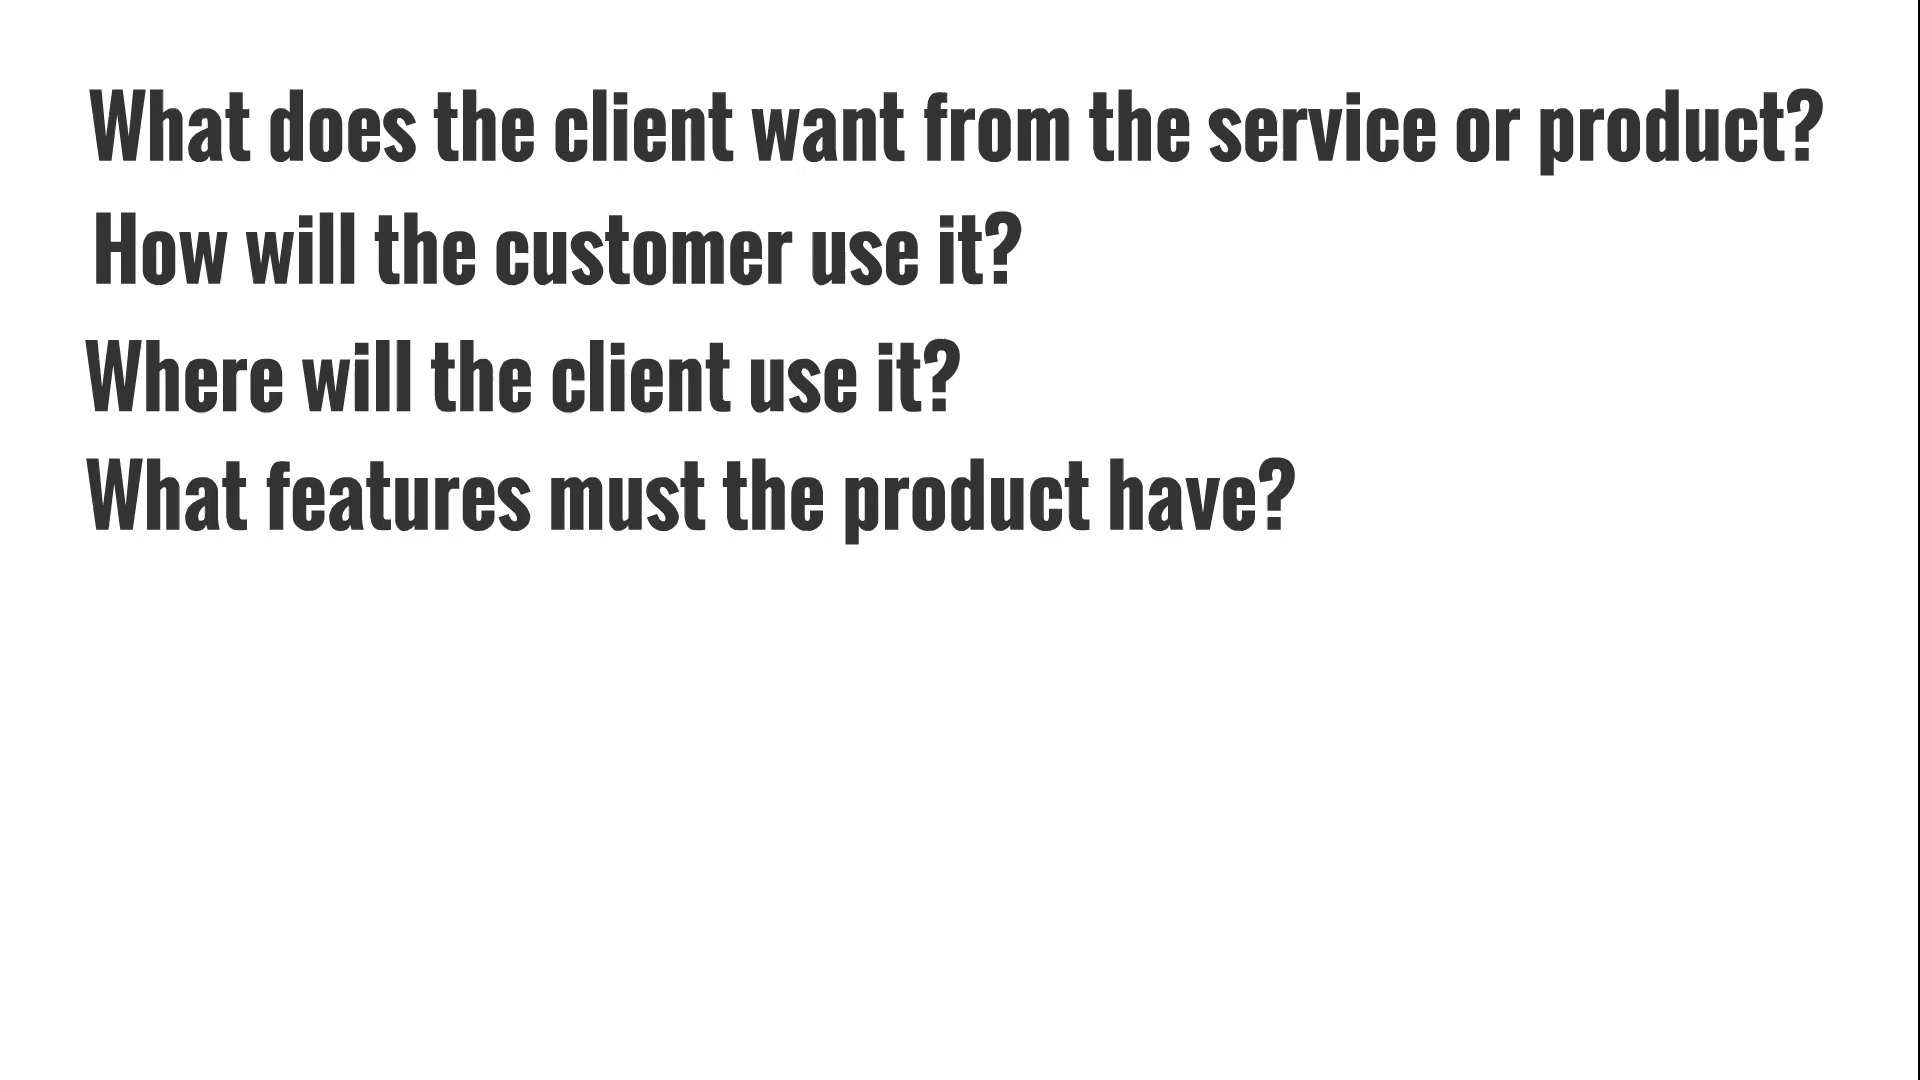 What does the client want from the service or product?
How will the customer use it?
Where will the client use it?
What features must the product have?